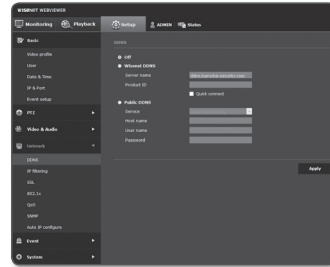 WISENET WEBVIEWER
Monitoring
Playback
Setup
ADMIN
Status
Basic
Video profile
User
Date & Time
IP & Port
Event setup
PTZ
Video & Audio
Network
DDNS
IP filtering
SSL
802.1x
QoS
SNMP
Auto IP configure
Event
System
DDNS
Off
Wisenet DDNS
Server name
Product ID
Quick connect
Public DDNS
Service
Host name
User name
Password
Apply